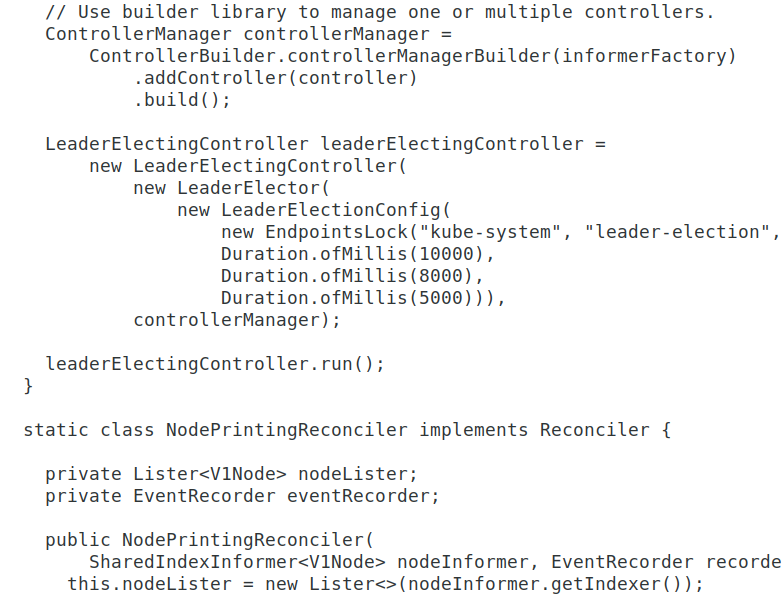 // Use builder library to manage one or multiple controllers.
ControllerManager controllerManager =
ControllerBuilder.controllerManagerBuilder(informerFactory)
.addController(controller)
.build();
LeaderElectingController leaderElectingController =
new LeaderElectingController(
new LeaderElector(
new LeaderElectionConfig(
new EndpointsLock("kube-system", "leader-election",
Duration.ofMillis(10000),
Duration.ofMillis(8000),
Duration.ofMillis(5000))),
controllerManager);
leaderElectingController.run();
}
static class NodePrintingReconciler implements Reconciler {
private Lister<V1Node> nodeLister;
private EventRecorder eventRecorder;
public NodePrintingReconciler(
SharedIndexInformer<V1Node> nodeInformer, EventRecorder recorde
this.nodeLister = new Lister<>(nodeInformer.getIndexer());